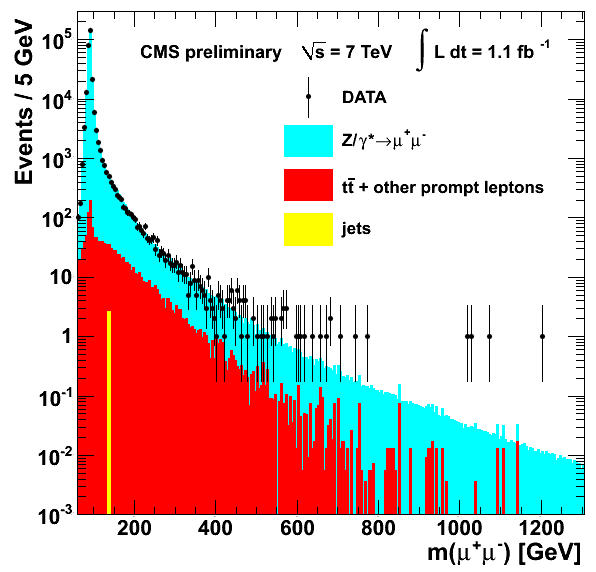 CMS preliminary √s = 7 TeV ∫ L dt = 1.1 fb⁻¹
DATA
Z/γ*→μ⁺μ⁻
tt̄ + other prompt leptons
jets
Events / 5 GeV
10⁵
10⁴
10³
10²
10
1
10⁻¹
10⁻²
10⁻³
200 400 600 800 1000 1200
m(μ⁺μ⁻) [GeV]